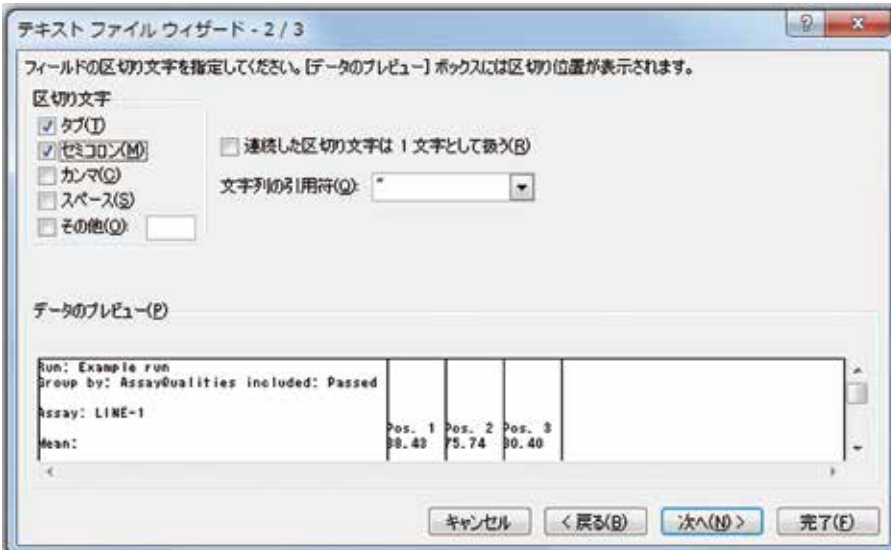 テキスト ファイル ウィザード - 2 / 3
フィールドの区切り文字を指定してください。[データのプレビュー] ボックスには区切り位置が表示されます。
区切り文字
タブ(T)
セミコロン(M)
カンマ(C)
スペース(S)
その他(O):
連続した区切り文字は 1 文字として扱う(R)
文字列の引用符(Q): "
データのプレビュー(P)
Run: Example run
Group by: AssayQualities included: Passed
Assay: LINE-1
Pos. 1 Pos. 2 Pos. 3
Mean: 75.74
キャンセル < 戻る(B) 次へ(N) > 完了(F)